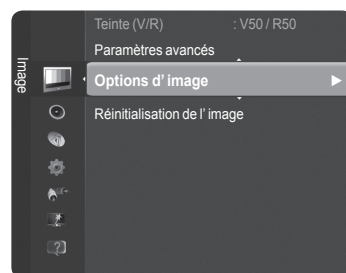 Image
Teinte (V/R) : V50 / R50
Paramètres avancés
Options d' image
Réinitialisation de l' image